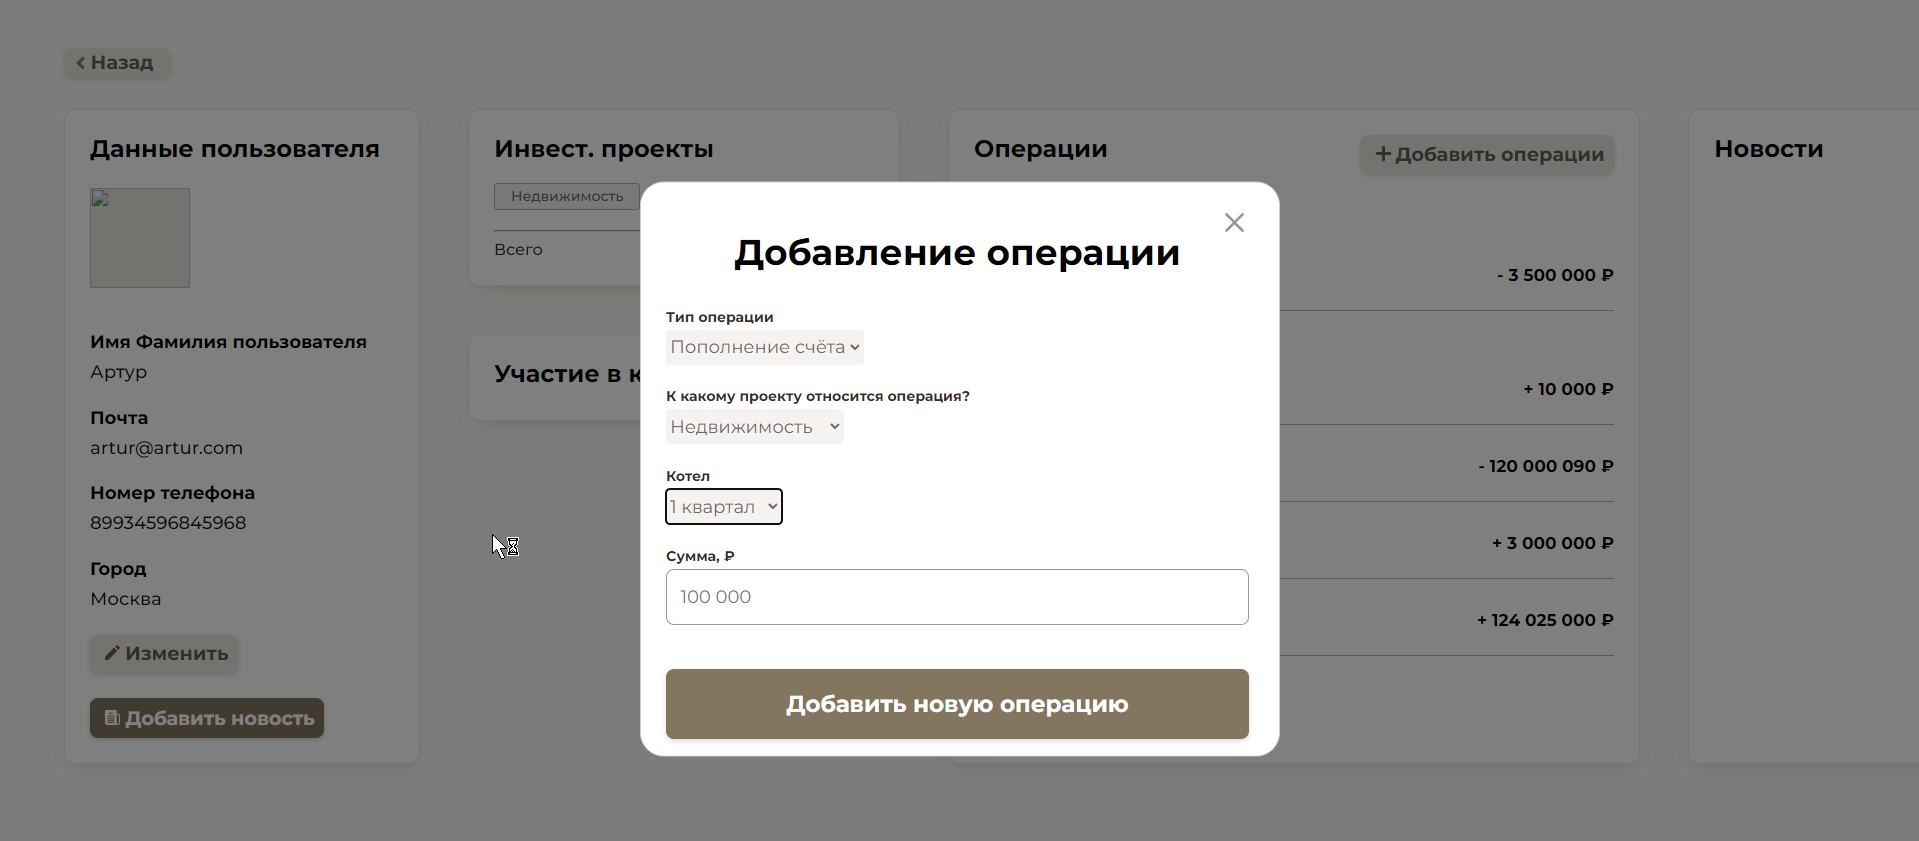 Назад
Данные пользователя
Имя Фамилия пользователя
Артур
Почта
artur@artur.com
Номер телефона
89934596845968
Город
Москва
Изменить
Добавить новость
Инвест. проекты
Недвижимость
Всего
Участие в к
Операции
Добавить операции
- 3 500 000 ₽
+ 10 000 ₽
- 120 000 090 ₽
+ 3 000 000 ₽
+ 124 025 000 ₽
Новости
Добавление операции
Тип операции
Пополнение счёта
К какому проекту относится операция?
Недвижимость
Котел
1 квартал
Сумма, ₽
100 000
Добавить новую операцию